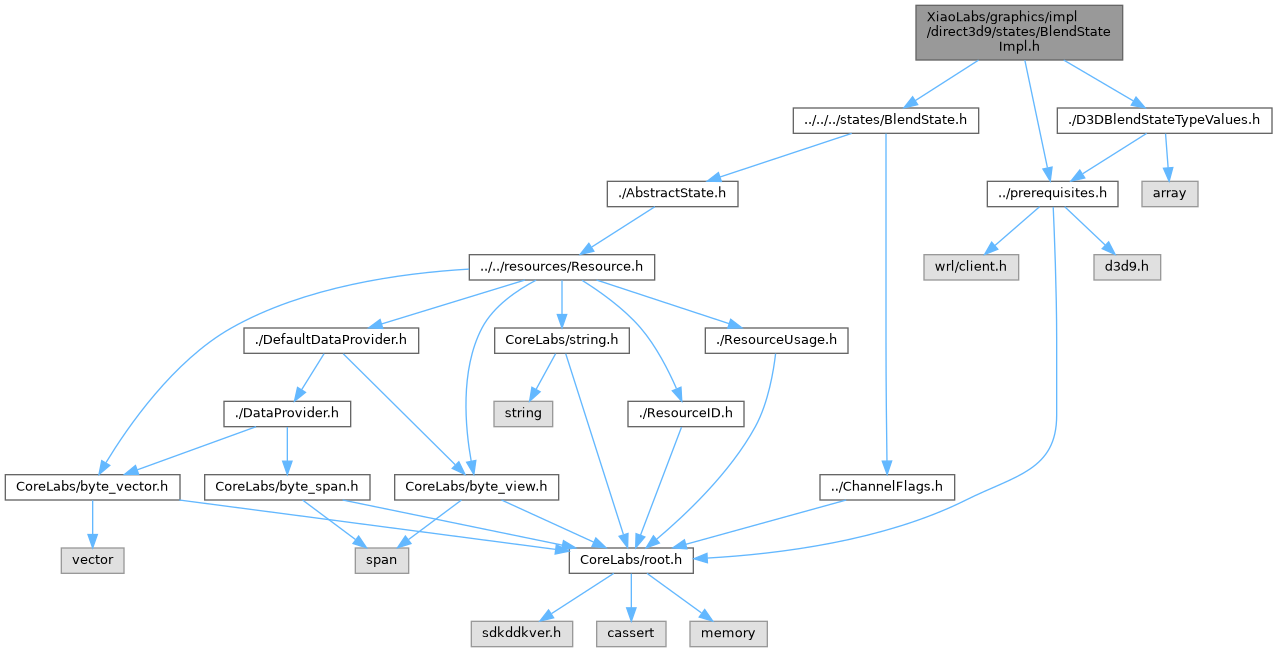 XiaoLabs/graphics/impl
/direct3d9/states/BlendState
Impl.h
../../../states/BlendState.h
./D3DBlendStateTypeValues.h
./AbstractState.h
../prerequisites.h
array
../../resources/Resource.h
wrl/client.h
d3d9.h
./DefaultDataProvider.h
CoreLabs/string.h
./ResourceUsage.h
./DataProvider.h
string
./ResourceID.h
CoreLabs/byte_vector.h
CoreLabs/byte_span.h
CoreLabs/byte_view.h
../ChannelFlags.h
vector
span
CoreLabs/root.h
sdkddkver.h
cassert
memory